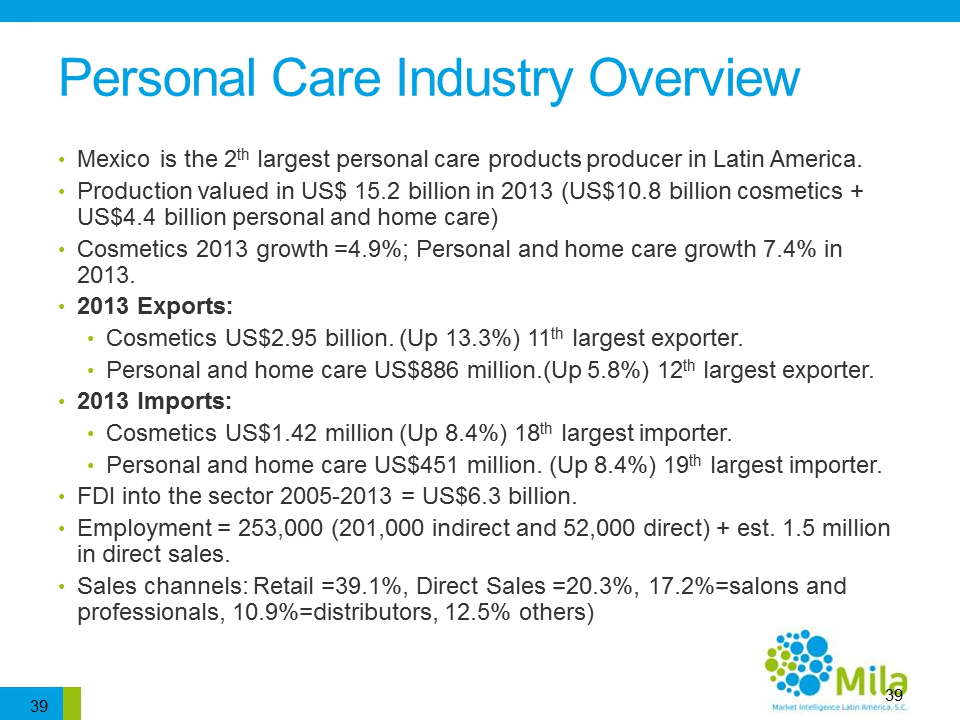 Personal Care Industry Overview
• Mexico is the 2th largest personal care products producer in Latin America.
• Production valued in US$ 15.2 billion in 2013 (US$10.8 billion cosmetics +
US$4.4 billion personal and home care)
• Cosmetics 2013 growth =4.9%; Personal and home care growth 7.4% in
2013.
• 2013 Exports:
• Cosmetics US$2.95 billion. (Up 13.3%) 11th largest exporter.
• Personal and home care US$886 million.(Up 5.8%) 12th largest exporter.
• 2013 Imports:
• Cosmetics US$1.42 million (Up 8.4%) 18th largest importer.
• Personal and home care US$451 million. (Up 8.4%) 19th largest importer.
• FDI into the sector 2005-2013 = US$6.3 billion.
• Employment = 253,000 (201,000 indirect and 52,000 direct) + est. 1.5 million
in direct sales.
• Sales channels: Retail =39.1%, Direct Sales =20.3%, 17.2%=salons and
professionals, 10.9%=distributors, 12.5% others)
Mila
39
Market Intelligence Latin America, S.C.
39